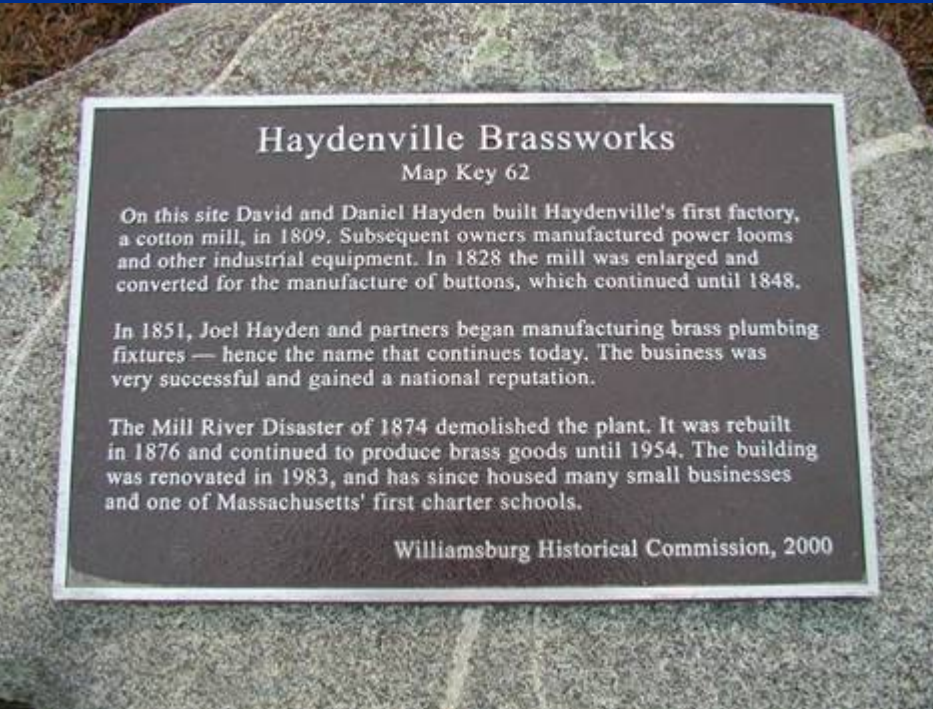 Haydenville Brassworks
Map Key 62
On this site David and Daniel Hayden built Haydenville's first factory,
a cotton mill, in 1809. Subsequent owners manufactured power looms
and other industrial equipment. In 1828 the mill was enlarged and
converted for the manufacture of buttons, which continued until 1848.
In 1851, Joel Hayden and partners began manufacturing brass plumbing
fixtures — hence the name that continues today. The business was
very successful and gained a national reputation.
The Mill River Disaster of 1874 demolished the plant. It was rebuilt
in 1876 and continued to produce brass goods until 1954. The building
was renovated in 1983, and has since housed many small businesses
and one of Massachusetts' first charter schools.
Williamsburg Historical Commission, 2000